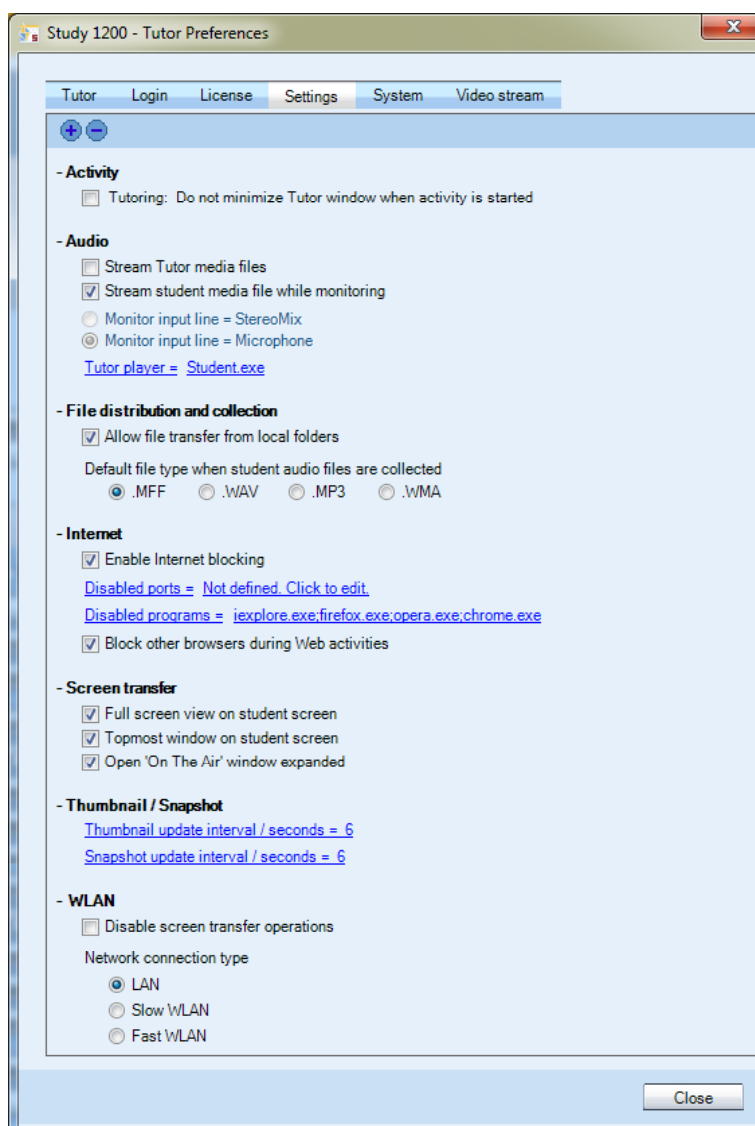 Study 1200 - Tutor Preferences
Tutor Login License Settings System Video stream
- Activity
Tutoring: Do not minimize Tutor window when activity is started
- Audio
Stream Tutor media files
Stream student media file while monitoring
Monitor input line = StereoMix
Monitor input line = Microphone
Tutor player = Student.exe
- File distribution and collection
Allow file transfer from local folders
Default file type when student audio files are collected
.MFF .WAV .MP3 .WMA
- Internet
Enable Internet blocking
Disabled ports = Not defined. Click to edit.
Disabled programs = iexplore.exe;firefox.exe;opera.exe;chrome.exe
Block other browsers during Web activities
- Screen transfer
Full screen view on student screen
Topmost window on student screen
Open 'On The Air' window expanded
- Thumbnail / Snapshot
Thumbnail update interval / seconds = 6
Snapshot update interval / seconds = 6
- WLAN
Disable screen transfer operations
Network connection type
LAN
Slow WLAN
Fast WLAN
Close